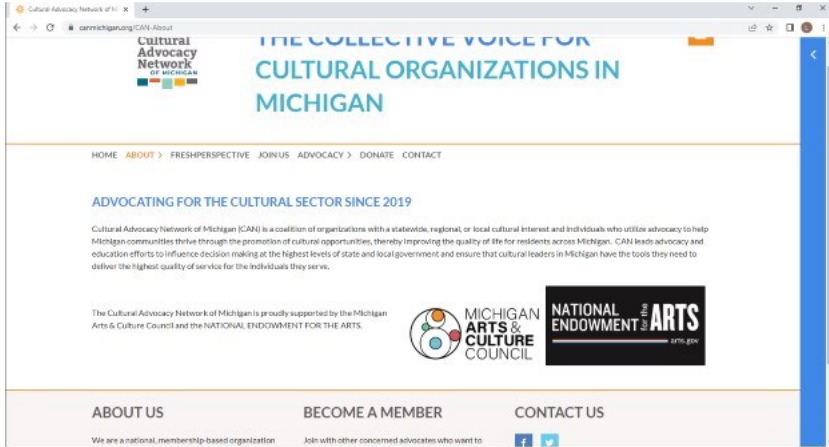 Cultural Advocacy Network of M
canmichigan.org/CAN-About
Cultural
Advocacy
Network
OF MICHIGAN
THE COLLECTIVE VOICE FOR
CULTURAL ORGANIZATIONS IN
MICHIGAN
HOME ABOUT > FRESHPERSPECTIVE JOIN US ADVOCACY > DONATE CONTACT
ADVOCATING FOR THE CULTURAL SECTOR SINCE 2019
Cultural Advocacy Network of Michigan (CAN) is a coalition of organizations with a statewide, regional, or local cultural interest and individuals who utilize advocacy to help
Michigan communities thrive through the promotion of cultural opportunities, thereby improving the quality of life for residents across Michigan. CAN leads advocacy and
education efforts to influence decision making at the highest levels of state and local government and ensure that cultural leaders in Michigan have the tools they need to
deliver the highest quality of service for the individuals they serve.
The Cultural Advocacy Network of Michigan is proudly supported by the Michigan
Arts & Culture Council and the NATIONAL ENDOWMENT FOR THE ARTS.
MICHIGAN
ARTS &
CULTURE
COUNCIL
NATIONAL
ENDOWMENT for the ARTS
arts.gov
ABOUT US
We are a national, membership-based organization
BECOME A MEMBER
Join with other concerned advocates who want to
CONTACT US